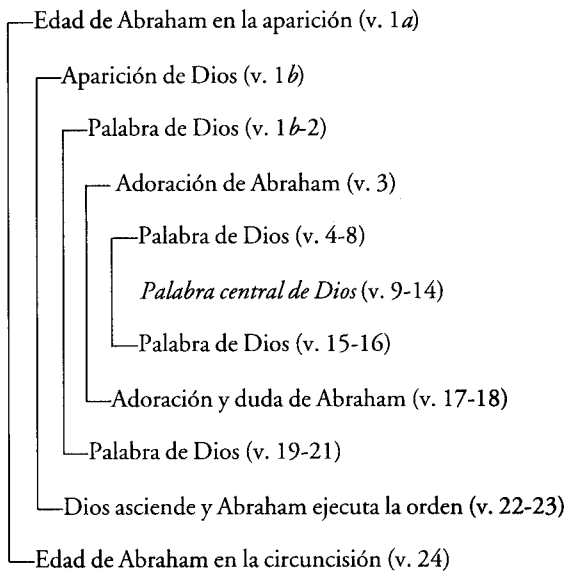 Edad de Abraham en la aparición (v. 1a)
Aparición de Dios (v. 1b)
Palabra de Dios (v. 1b-2)
Adoración de Abraham (v. 3)
Palabra de Dios (v. 4-8)
Palabra central de Dios (v. 9-14)
Palabra de Dios (v. 15-16)
Adoración y duda de Abraham (v. 17-18)
Palabra de Dios (v. 19-21)
Dios asciende y Abraham ejecuta la orden (v. 22-23)
Edad de Abraham en la circuncisión (v. 24)